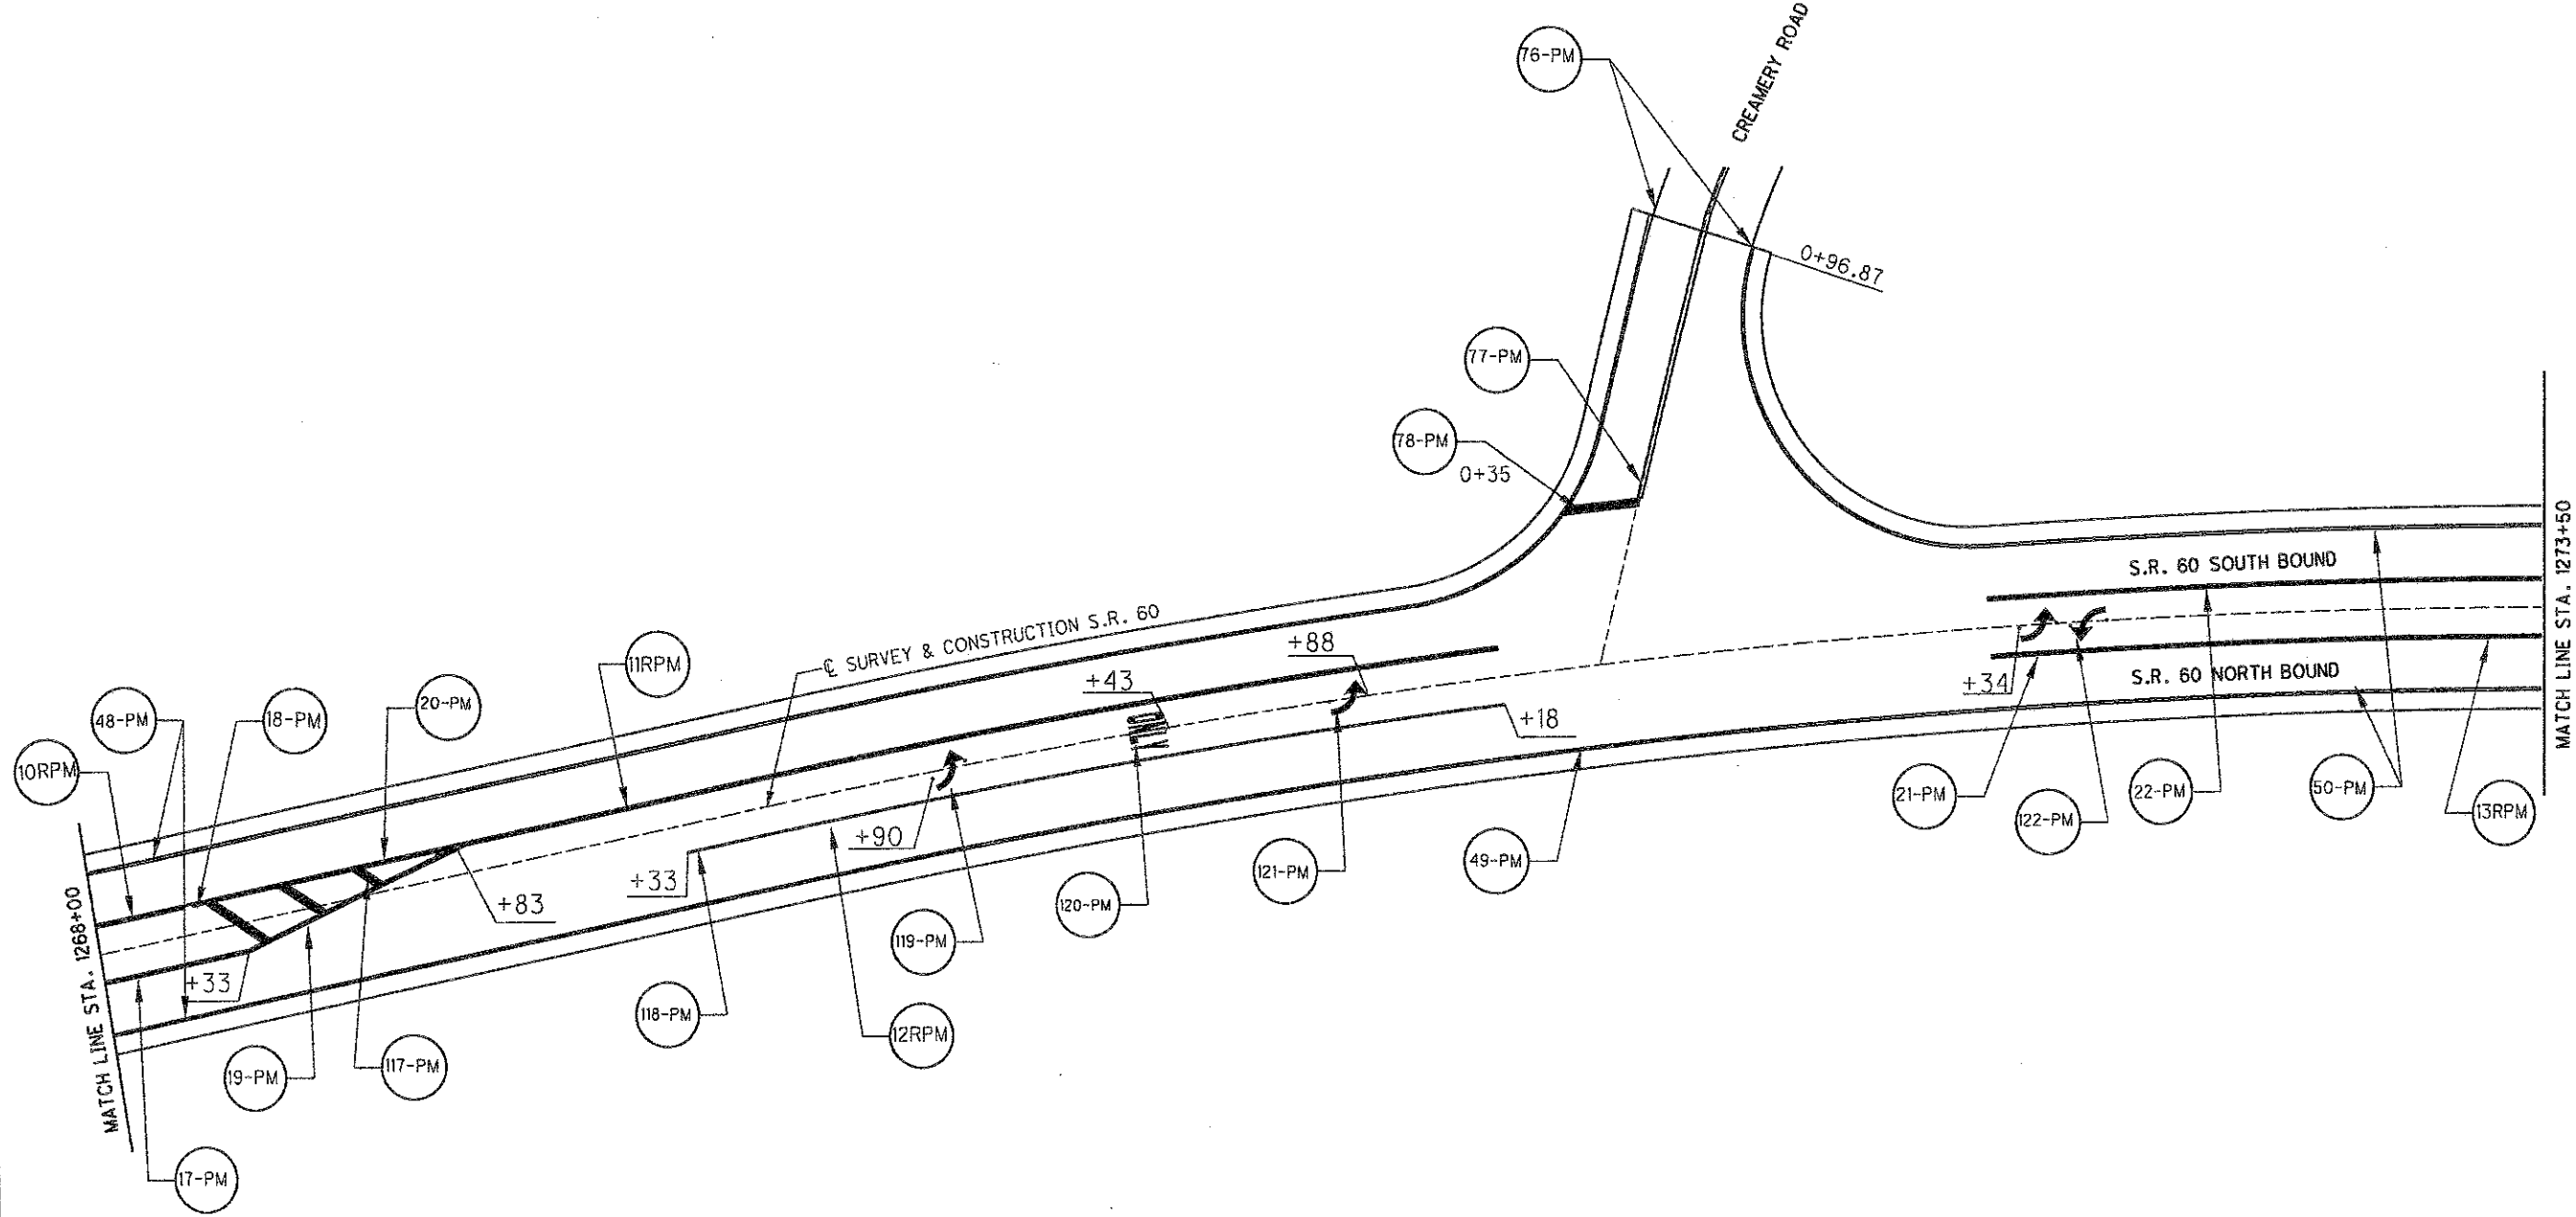 76-PM
CREAMERY ROAD
0+96.87
77-PM
78-PM
0+35
MATCH LINE STA. 1273+50
S.R. 60 SOUTH BOUND
℄ SURVEY & CONSTRUCTION S.R. 60
11RPM
+88
+43
+34
S.R. 60 NORTH BOUND
20-PM
18-PM
48-PM
+18
ONLY
10RPM
21-PM
122-PM
22-PM
50-PM
13RPM
+90
+33
+83
121-PM
49-PM
120-PM
119-PM
MATCH LINE STA. 1268+00
+33
118-PM
12RPM
19-PM
117-PM
17-PM